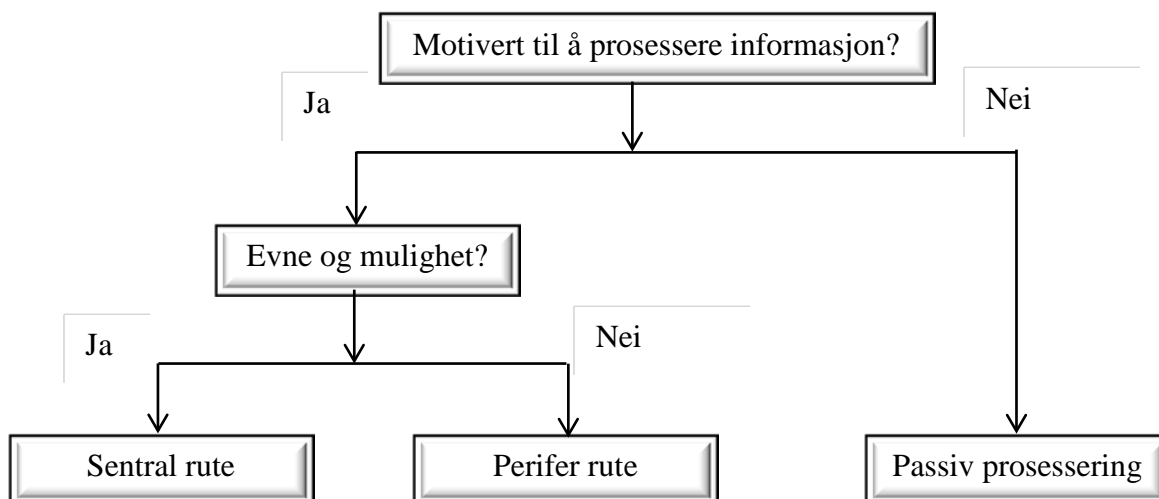 Motivert til å prosessere informasjon?
Ja
Nei
Evne og mulighet?
Ja
Nei
Sentral rute
Perifer rute
Passiv prosessering